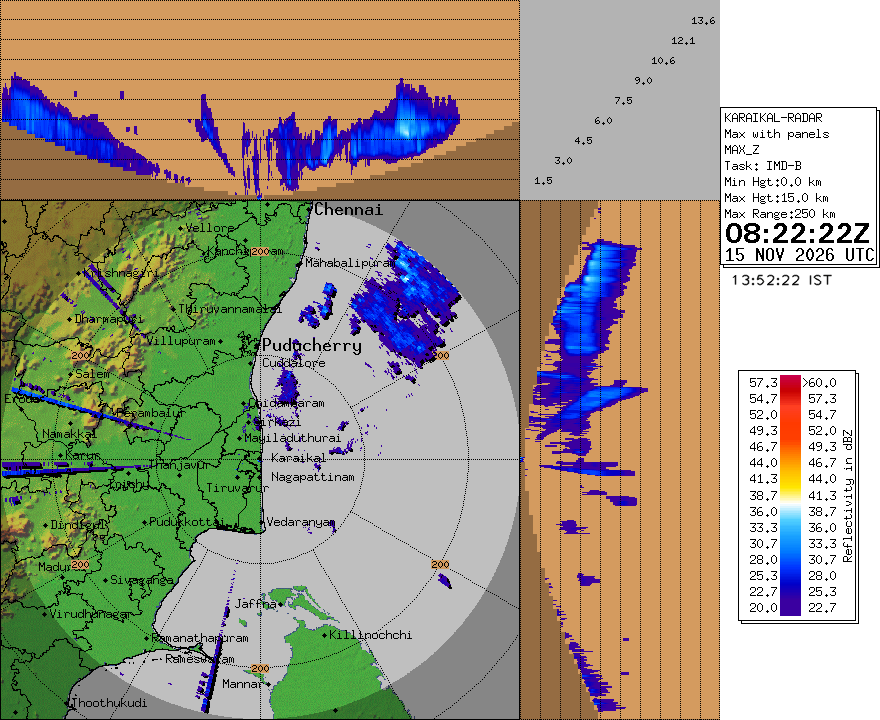 13.6
12.1
10.6
9.0
7.5
6.0
4.5
3.0
1.5
KARAIKAL-RADAR
Max with panels
MAX_Z
Task: IMD-B
Min Hgt:0.0 km
Max Hgt:15.0 km
Max Range:250 km
08:22:22Z
15 NOV 2026 UTC
13:52:22 IST
Chennai
Vellore
200
Mahabalipuram
Krishnagiri
Thiruvannamalai
Dharmapuri
Villupuram
Puducherry
200
200
Cuddalore
Salem
Erode
Chidambaram
Perambalur
Sirkazi
Namakkal
Mayiladuthurai
Karur
Karaikal
Thanjavur
Nagapattinam
Tiruvarur
Dindigul
Pudukkottai
Vedaranyam
200
200
Madurai
Sivaganga
Jaffna
Virudhunagar
Ramanathapuram
Killinochchi
Rameswaram
200
Mannar
Thoothukudi
57.3 >60.0
54.7 57.3
52.0 54.7
49.3 52.0
46.7 49.3
44.0 46.7
41.3 44.0
38.7 41.3
36.0 38.7
33.3 36.0
30.7 33.3
28.0 30.7
25.3 28.0
22.7 25.3
20.0 22.7
Reflectivity in dBZ